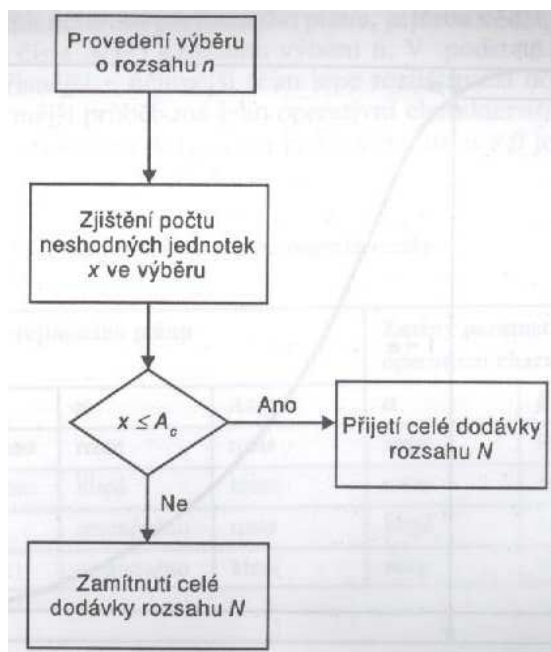 Provedení výběru
o rozsahu n
Zjištění počtu
neshodných jednotek
x ve výběru
x ≤ Ac
Ano
Přijetí celé dodávky
rozsahu N
Ne
Zamítnutí celé
dodávky rozsahu N